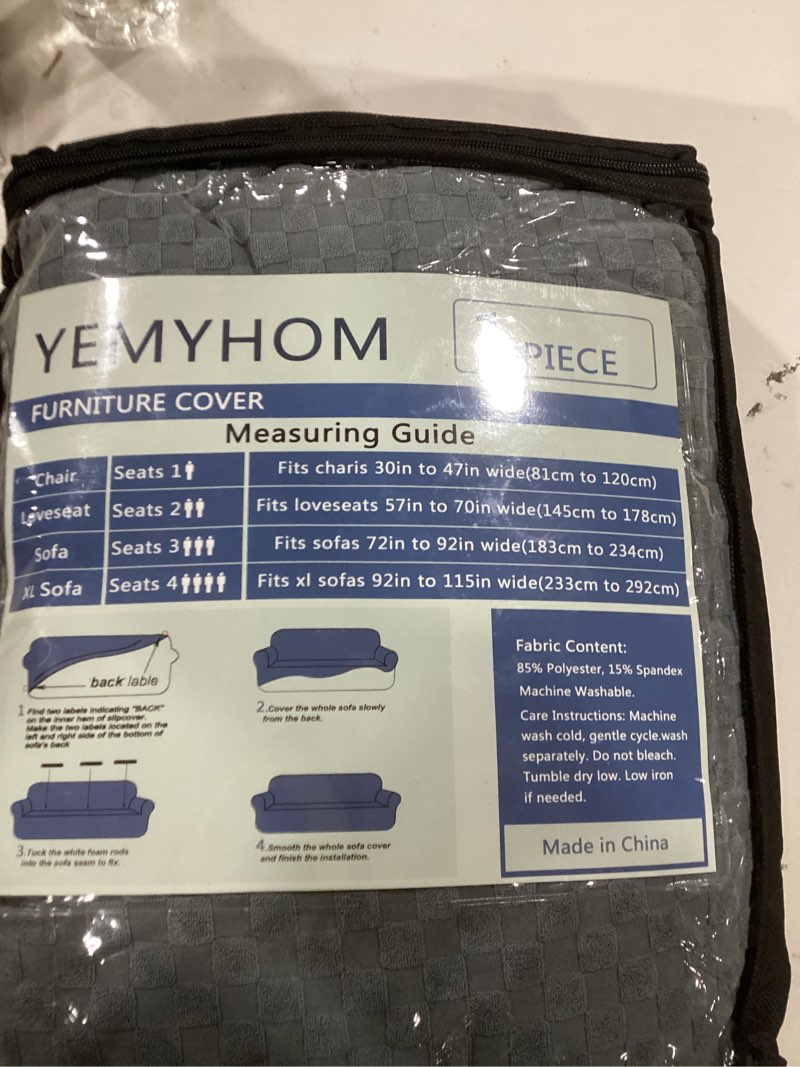 YEMYHOM
PIECE
FURNITURE COVER
Measuring Guide
Chair Seats 1 Fits charis 30in to 47in wide(81cm to 120cm)
Loveseat Seats 2 Fits loveseats 57in to 70in wide(145cm to 178cm)
Sofa Seats 3 Fits sofas 72in to 92in wide(183cm to 234cm)
XL Sofa Seats 4 Fits xl sofas 92in to 115in wide(233cm to 292cm)
back lable
1 Find two labels indicating "BACK"
on the inner hem of slipcover.
Make the two labels located on the
left and right side of the bottom of
sofa's back
2.Cover the whole sofa slowly
from the back.
3.Tuck the white foam rods
into the sofa seam to fix.
4.Smooth the whole sofa cover
and finish the installation.
Fabric Content:
85% Polyester, 15% Spandex
Machine Washable.
Care Instructions: Machine
wash cold, gentle cycle.wash
separately. Do not bleach.
Tumble dry low. Low iron
if needed.
Made in China